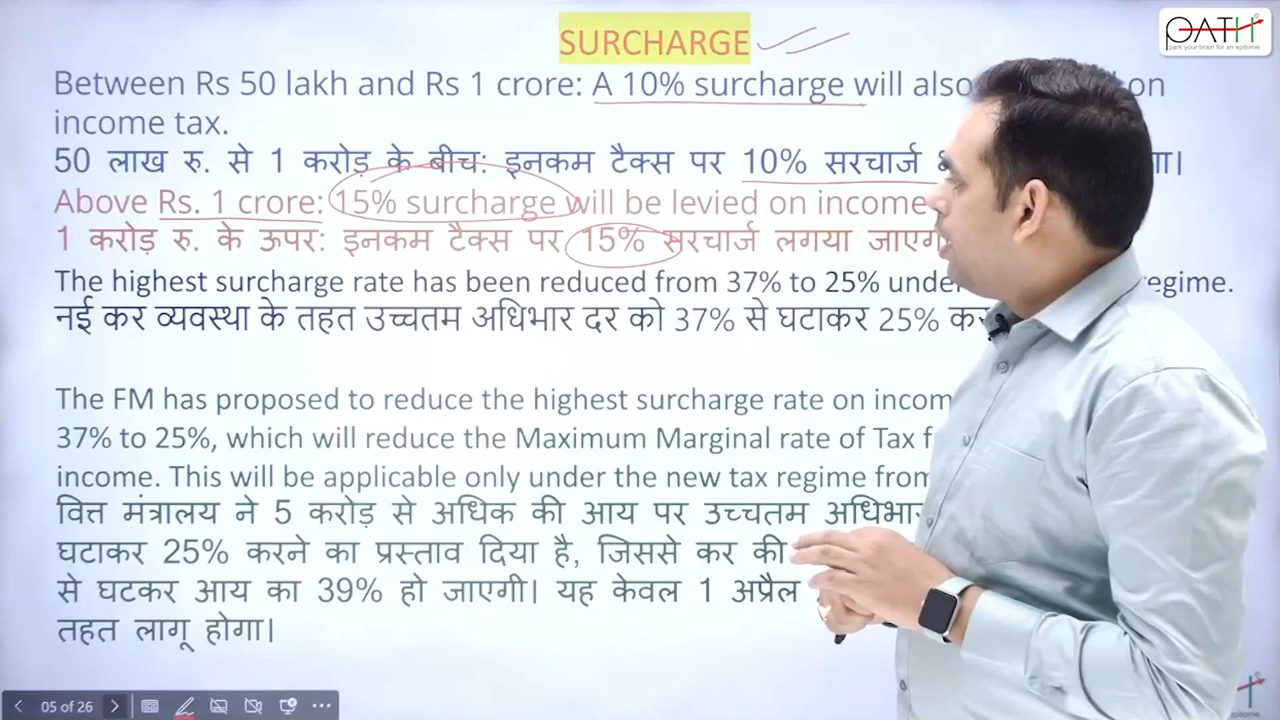 SURCHARGE
PATH
park your brain for an epitome
Between Rs 50 lakh and Rs 1 crore: A 10% surcharge will also on
income tax.
50 लाख रु. से 1 करोड़ के बीच: इनकम टैक्स पर 10% सरचार्ज
Above Rs. 1 crore: 15% surcharge will be levied on income
1 करोड़ रु. के ऊपर: इनकम टैक्स पर 15% सरचार्ज लगया
The highest surcharge rate has been reduced from 37% to 25% regime.
नई कर व्यवस्था के तहत उच्चतम अधिभार दर को 37% से घटाकर 25%
The FM has proposed to reduce the highest surcharge rate on
37% to 25%, which will reduce the Maximum Marginal rate of Tax
income. This will be applicable only under the new tax regime from
वित्त मंत्रालय ने 5 करोड़ से अधिक की आय पर उच्चतम
घटाकर 25% करने का प्रस्ताव दिया है, जिससे कर की
से घटकर आय का 39% हो जाएगी। यह केवल 1 अप्रैल
तहत लागू होगा।
05 of 26